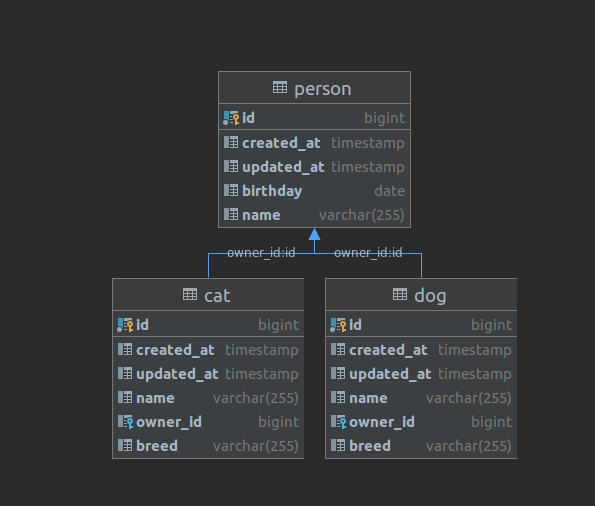 person
id bigint
created_at timestamp
updated_at timestamp
birthday date
name varchar(255)
owner_id:id owner_id:id
cat
id bigint
created_at timestamp
updated_at timestamp
name varchar(255)
owner_id bigint
breed varchar(255)
dog
id bigint
created_at timestamp
updated_at timestamp
name varchar(255)
owner_id bigint
breed varchar(255)